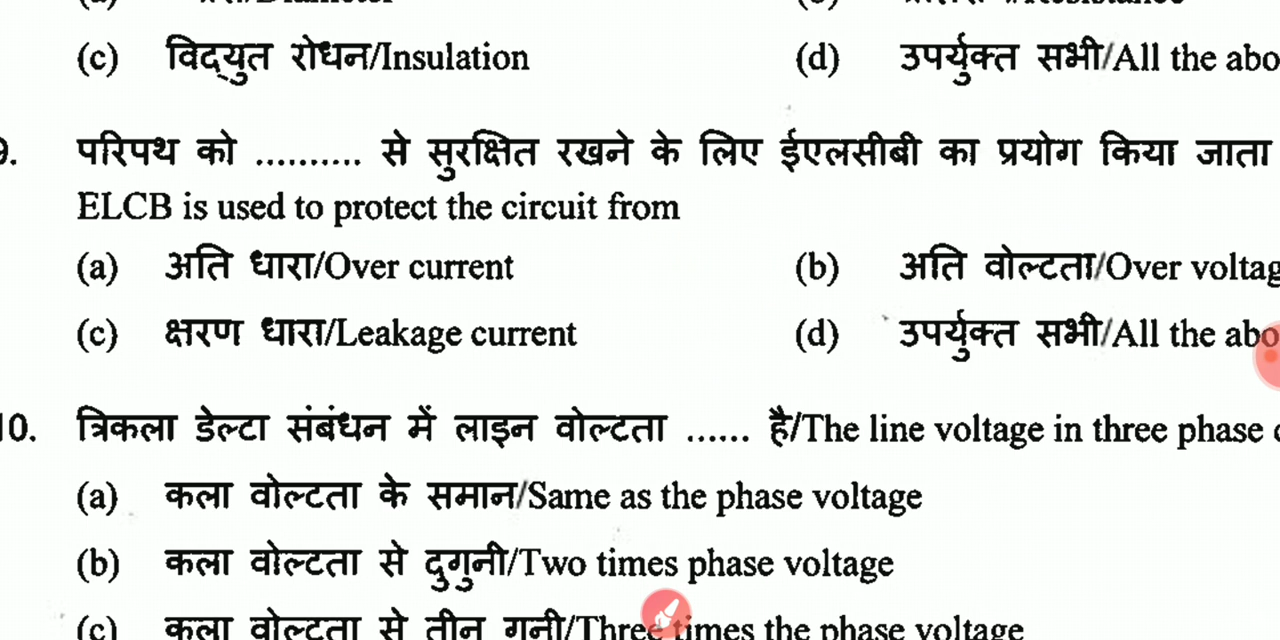 (c) विद्युत रोधन/Insulation (d) उपर्युक्त सभी/All the
9. परिपथ को .......... से सुरक्षित रखने के लिए ईएलसीबी का प्रयोग किया जाता
ELCB is used to protect the circuit from
(a) अति धारा/Over current (b) अति वोल्टता/Over
(c) क्षरण धारा/Leakage current (d) उपर्युक्त सभी/All the
10. त्रिकला डेल्टा संबंधन में लाइन वोल्टता ...... है/The line voltage in three phase
(a) कला वोल्टता के समान/Same as the phase voltage
(b) कला वोल्टता से दुगुनी/Two times phase voltage
(c) कला वोल्टता से तीन गुनी/Three times the phase voltage